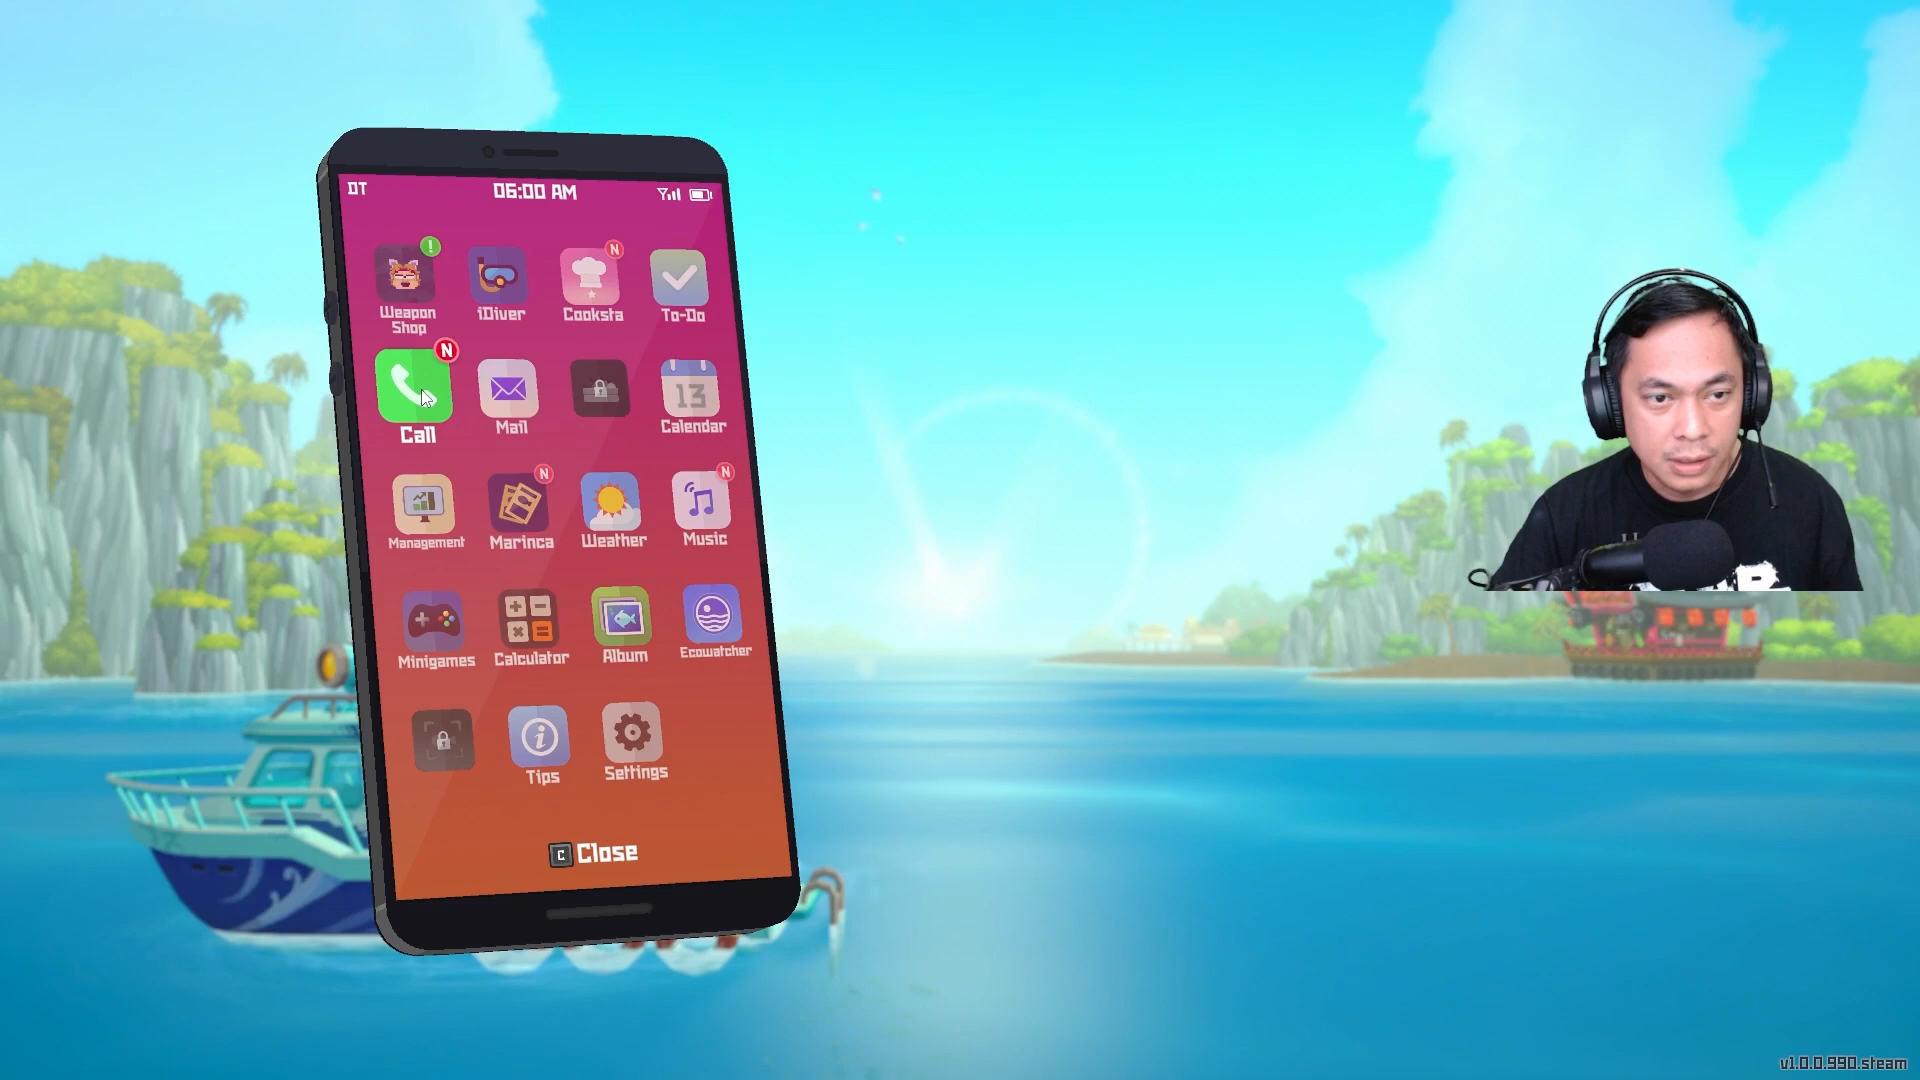 DT
06:00 AM
!
N
Weapon
Shop
iDiver
Cooksta
To-Do
N
13
Call
Mail
Calendar
N
N
Management
Marinca
Weather
Music
Minigames
Calculator
Album
Ecowatcher
i
Tips
Settings
C Close
v1.0.0.990.steam